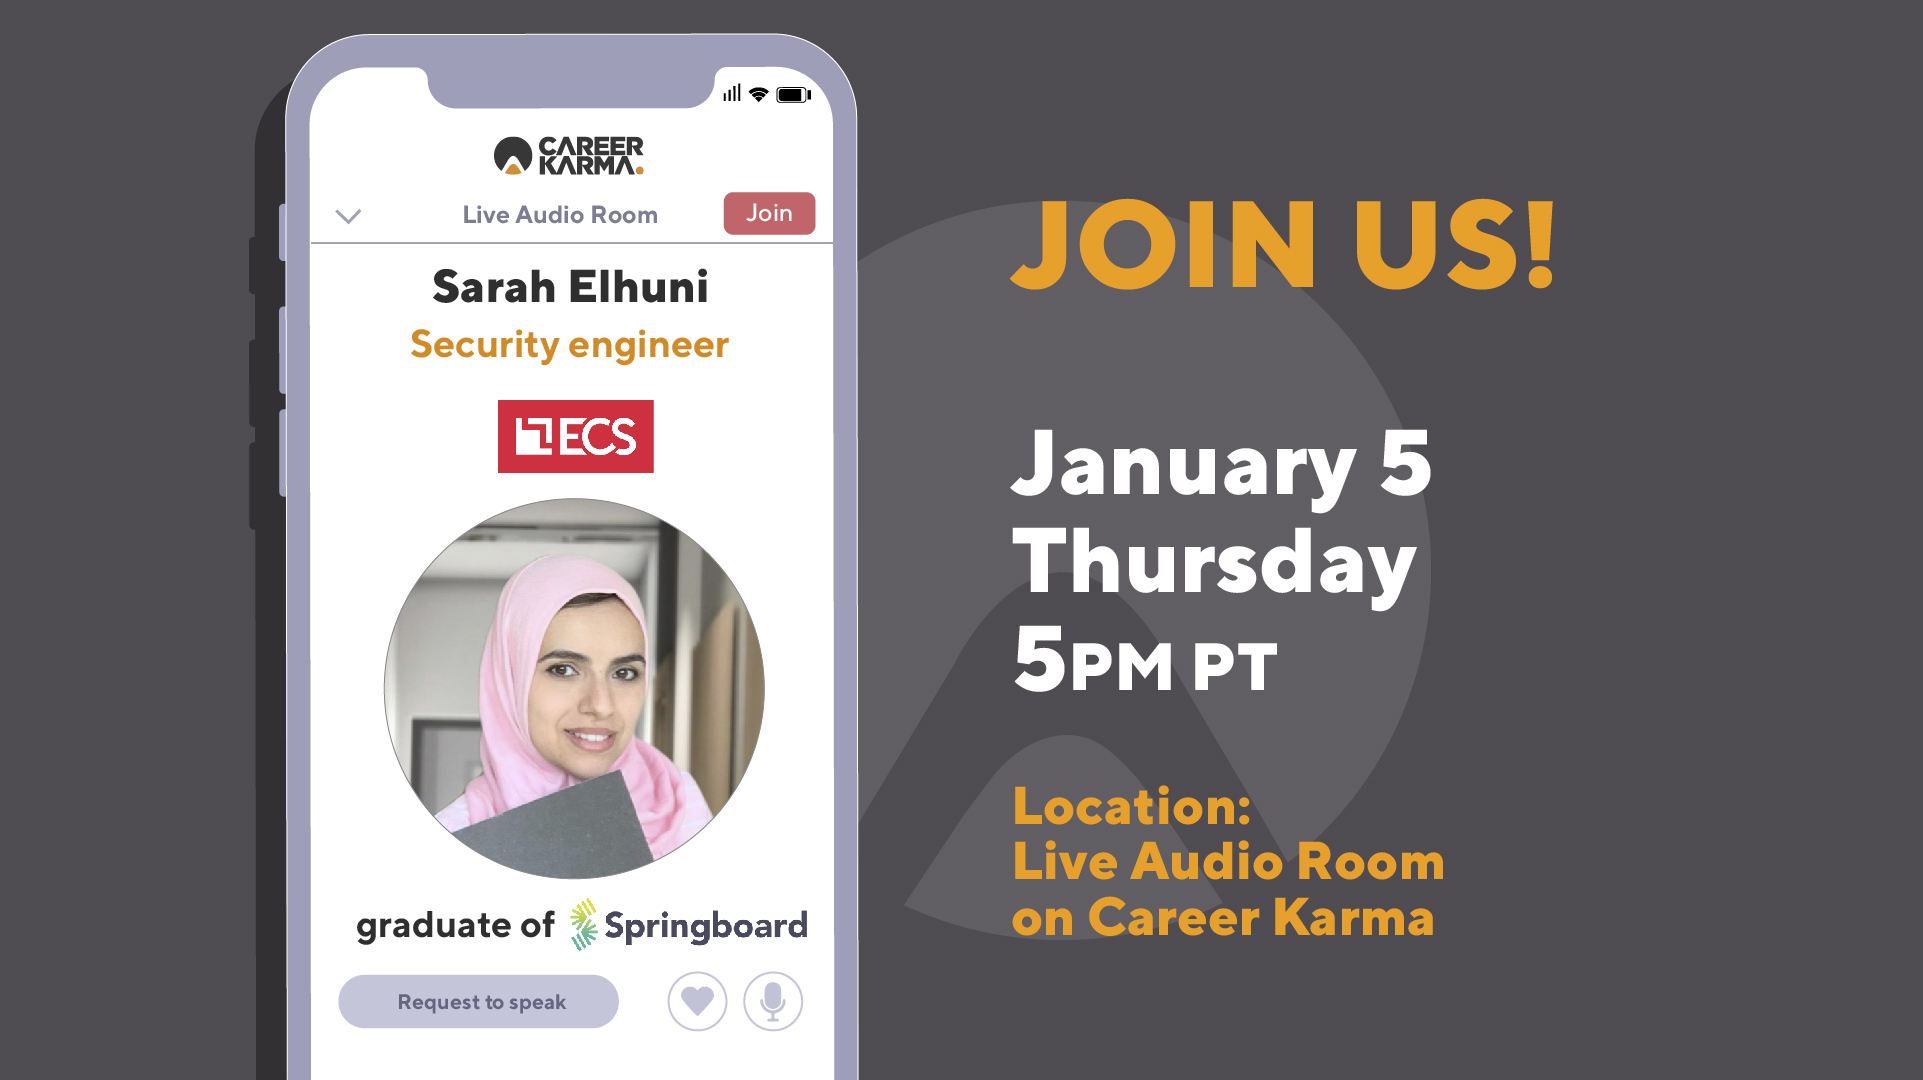 CAREER
KARMA.
Live Audio Room
Join
Sarah Elhuni
Security engineer
ECS
graduate of Springboard
Request to speak
JOIN US!
January 5
Thursday
5PM PT
Location:
Live Audio Room
on Career Karma